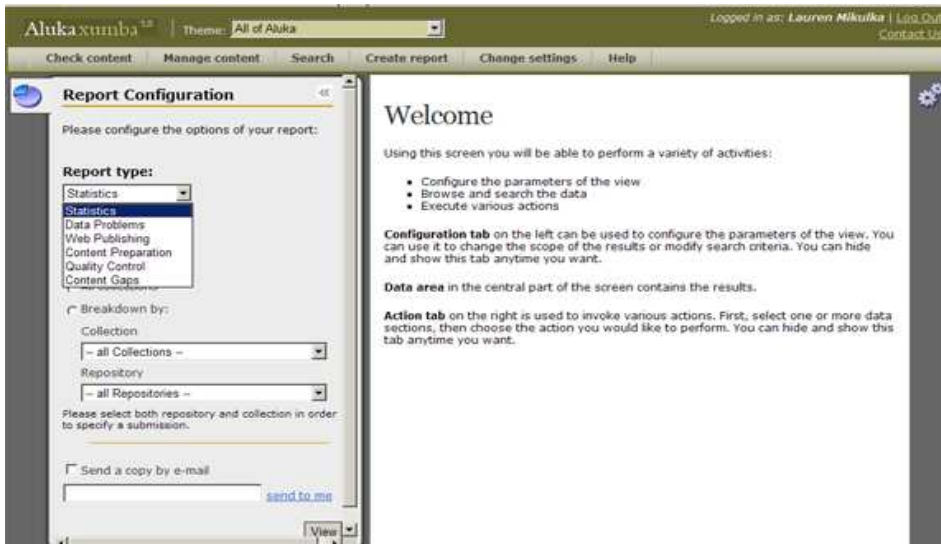 Aluka xumba 1.0
Theme: All of Aluka
Logged in as: Lauren Mikulka | Log Out
Contact Us
Check content Manage content Search Create report Change settings Help
Report Configuration
Please configure the options of your report:
Report type:
Statistics
Statistics
Data Problems
Web Publishing
Content Preparation
Quality Control
Content Gaps
Breakdown by:
Collection
-- all Collections --
Repository
-- all Repositories --
Please select both repository and collection in order
to specify a submission.
Send a copy by e-mail
send to me
View
Welcome
Using this screen you will be able to perform a variety of activities:
• Configure the parameters of the view
• Browse and search the data
• Execute various actions
Configuration tab on the left can be used to configure the parameters of the view. You
can use it to change the scope of the results or modify search criteria. You can hide
and show this tab anytime you want.
Data area in the central part of the screen contains the results.
Action tab on the right is used to invoke various actions. First, select one or more data
sections, then choose the action you would like to perform. You can hide and show this
tab anytime you want.